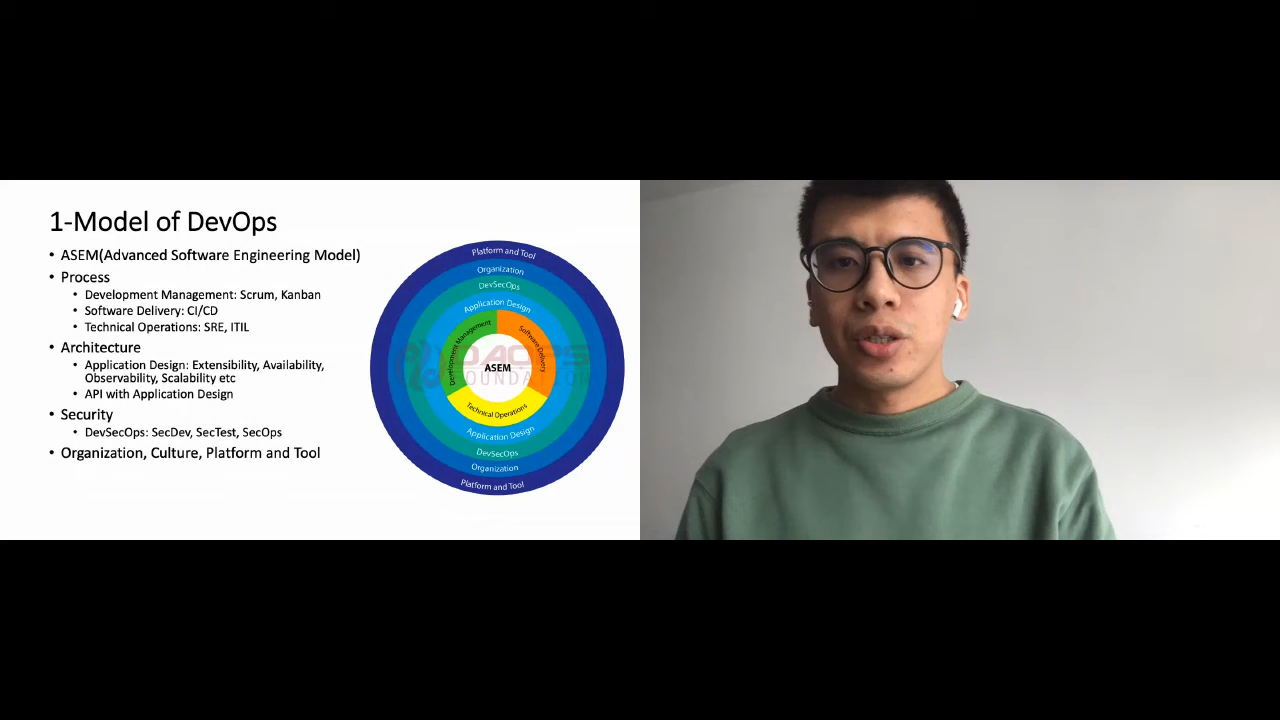 1-Model of DevOps
• ASEM(Advanced Software Engineering Model)
• Process
• Development Management: Scrum, Kanban
• Software Delivery: CI/CD
• Technical Operations: SRE, ITIL
• Architecture
• Application Design: Extensibility, Availability,
Observability, Scalability etc
• API with Application Design
• Security
• DevSecOps: SecDev, SecTest, SecOps
• Organization, Culture, Platform and Tool
Platform and Tool
Organization
DevSecOps
Application Design
Development Management
Software Delivery
DAOPS
FOUNDATION
ASEM
Technical Operations
Application Design
DevSecOps
Organization
Platform and Tool